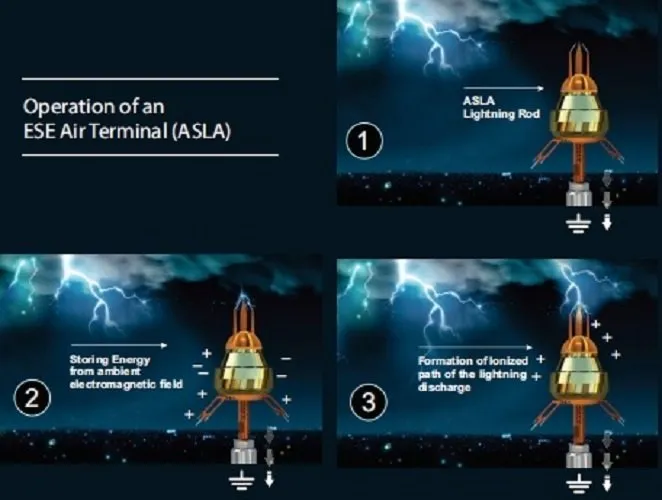 Operation of an
ESE Air Terminal (ASLA)
ASLA
Lightning Rod
1
Storing Energy
from ambient
electromagnetic field
2
Formation of Ionized
path of the lightning
discharge
3